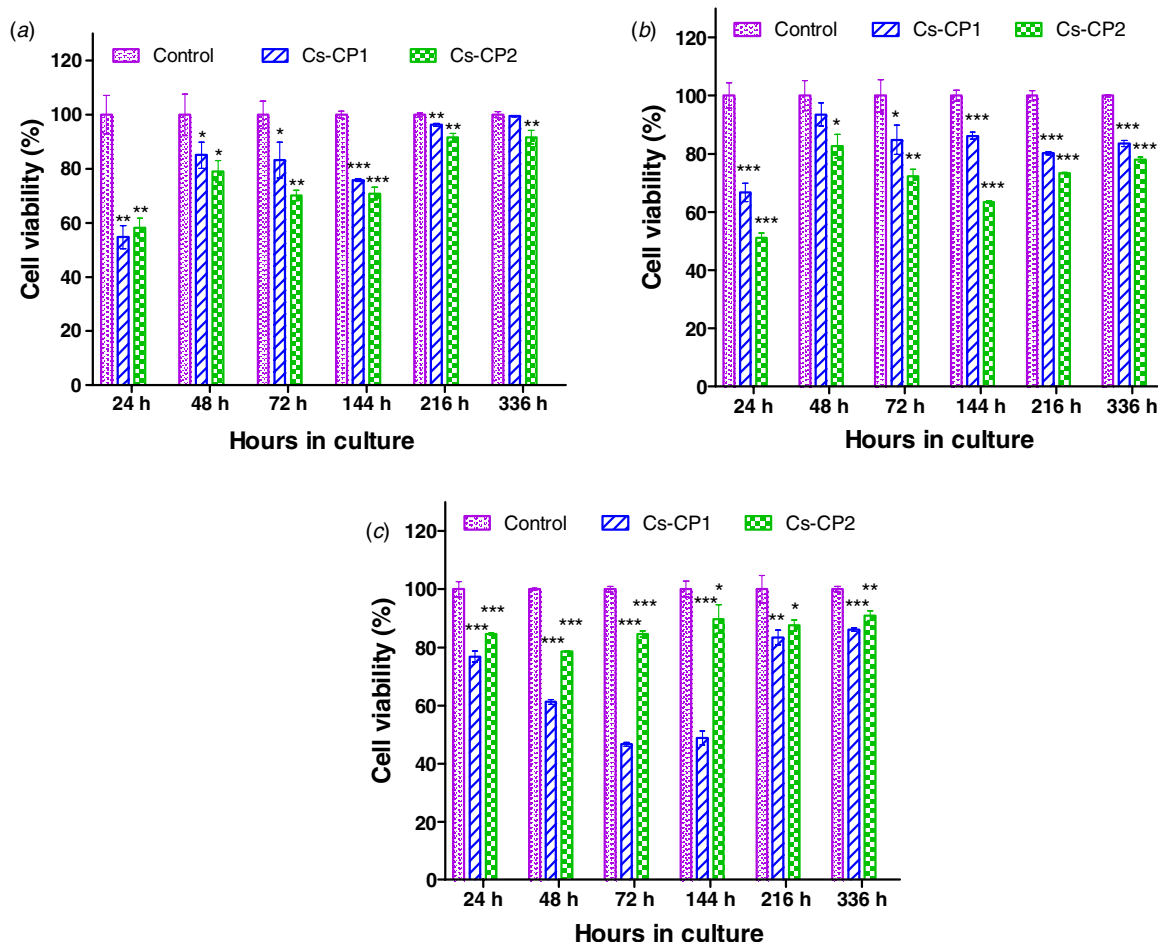 (a)
Control Cs-CP1 Cs-CP2
Cell viability (%)
120
100
80
60
40
20
0
** ** * * * ** *** *** ** ** **
24 h 48 h 72 h 144 h 216 h 336 h
Hours in culture
(b)
Control Cs-CP1 Cs-CP2
Cell viability (%)
120
100
80
60
40
20
0
*** *** * * ** *** *** *** *** *** ***
24 h 48 h 72 h 144 h 216 h 336 h
Hours in culture
(c)
Control Cs-CP1 Cs-CP2
Cell viability (%)
120
100
80
60
40
20
0
*** *** *** *** *** *** *** * ** * *** **
24 h 48 h 72 h 144 h 216 h 336 h
Hours in culture